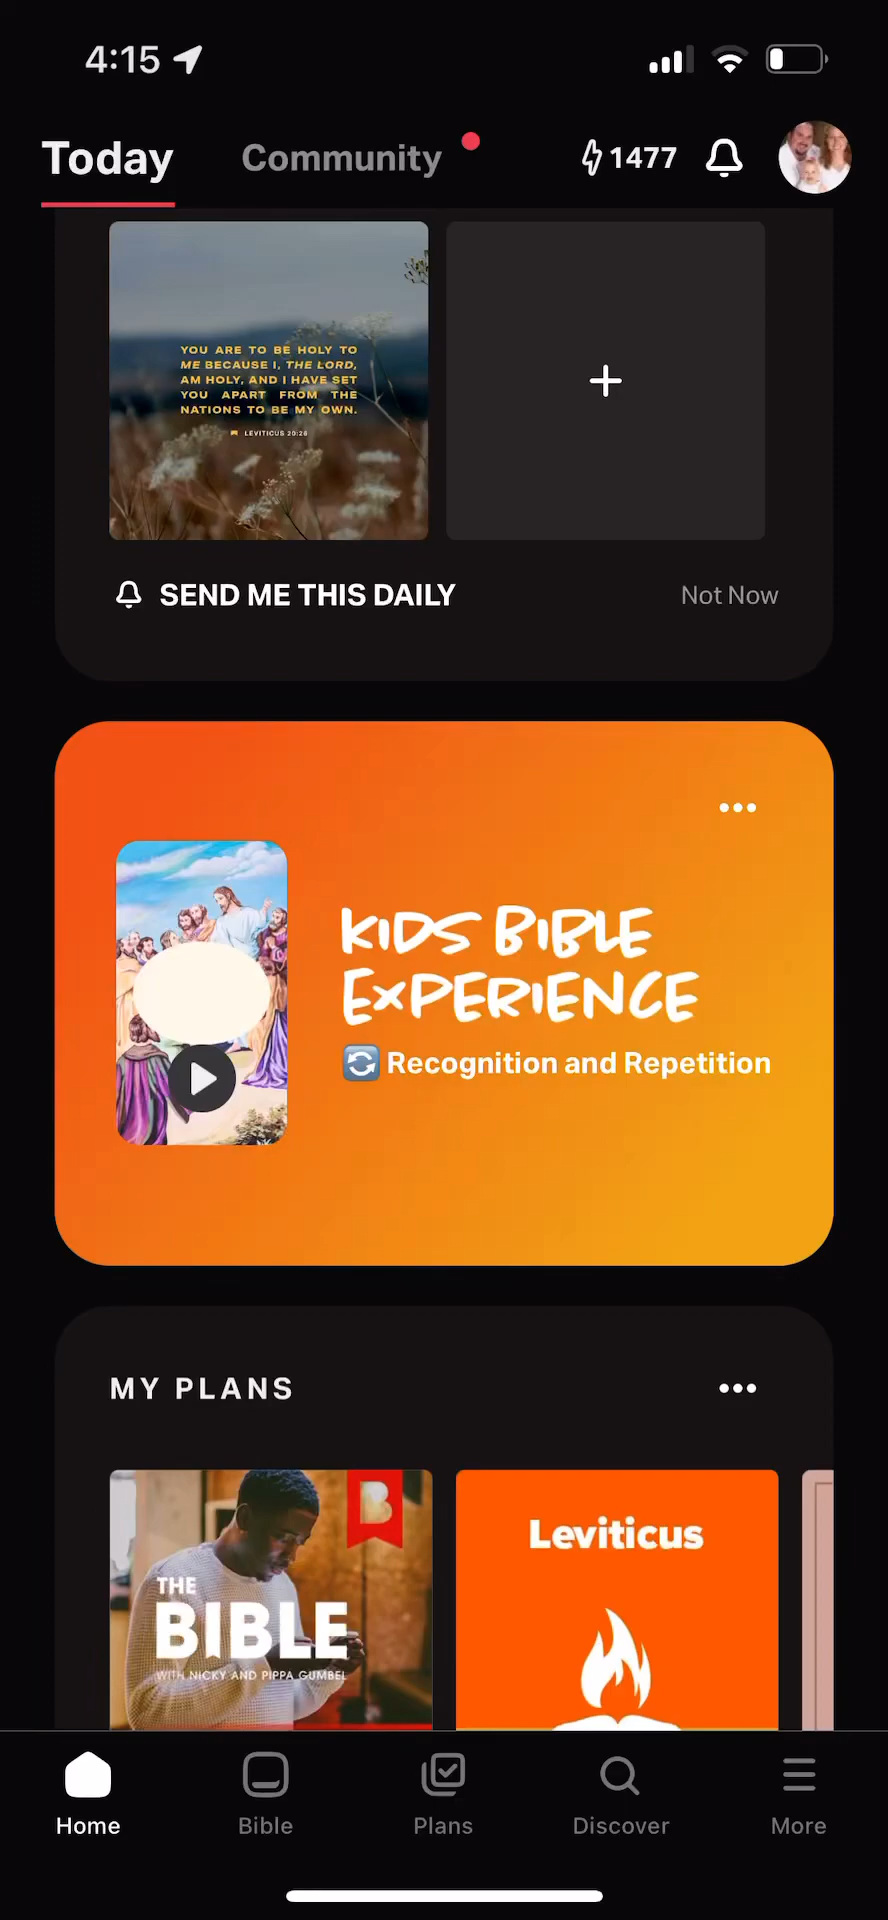 4:15
Today
Community
1477
YOU ARE TO BE HOLY TO
ME BECAUSE I, THE LORD,
AM HOLY, AND I HAVE SET
YOU APART FROM THE
NATIONS TO BE MY OWN.
LEVITICUS 20:26
SEND ME THIS DAILY
Not Now
KIDS BIBLE
EXPERIENCE
Recognition and Repetition
MY PLANS
B
THE
BIBLE
WITH NICKY AND PIPPA GUMBEL
Leviticus
Home
Bible
Plans
Discover
More